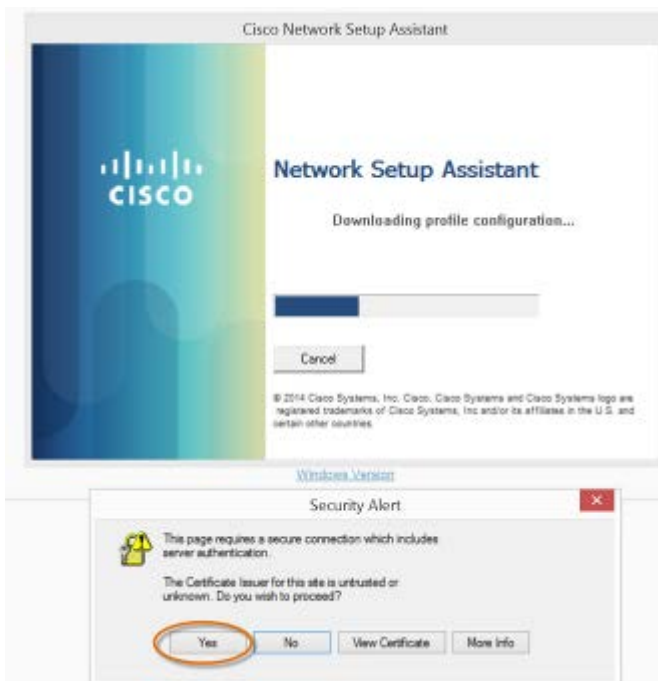 Cisco Network Setup Assistant
CISCO
Network Setup Assistant
Downloading profile configuration...
Cancel
© 2014 Cisco Systems, Inc. Cisco, Cisco Systems and Cisco Systems logo are
registered trademarks of Cisco Systems, Inc and/or its affiliates in the U.S. and
certain other countries.
Windows Version
Security Alert
This page requires a secure connection which includes
server authentication.
The Certificate Issuer for this site is untrusted or
unknown. Do you wish to proceed?
Yes
No
View Certificate
More Info